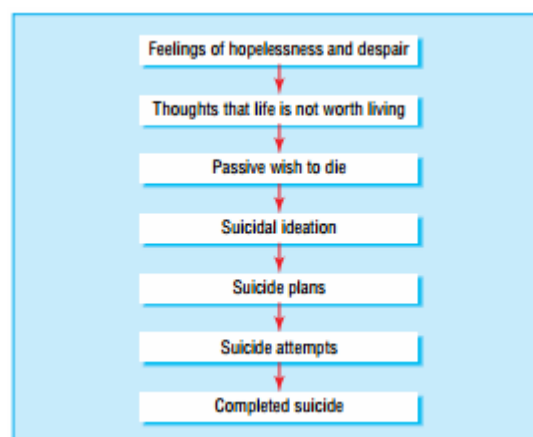 Feelings of hopelessness and despair
Thoughts that life is not worth living
Passive wish to die
Suicidal ideation
Suicide plans
Suicide attempts
Completed suicide